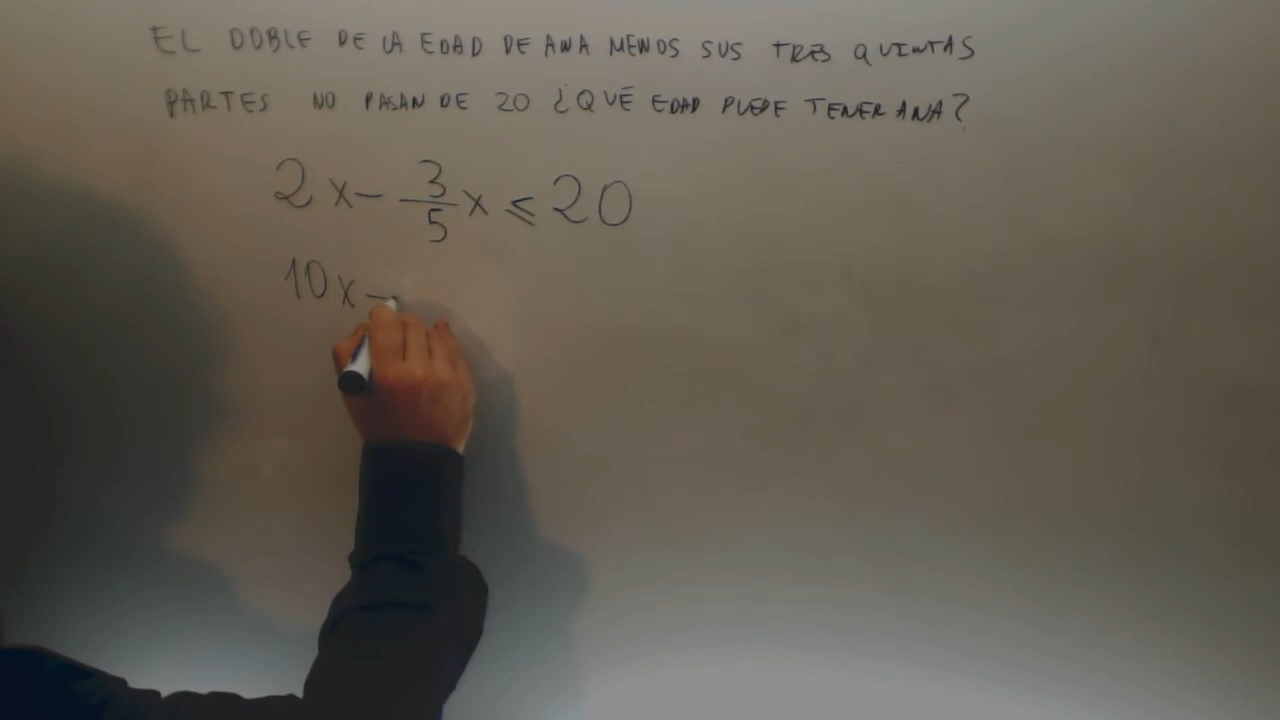 EL DOBLE DE LA EDAD DE ANA MENOS SUS TRES QUINTAS
PARTES NO PASAN DE 20 ¿QUÉ EDAD PUEDE TENER ANA?
2x - 3/5 x ≤ 20
10x -